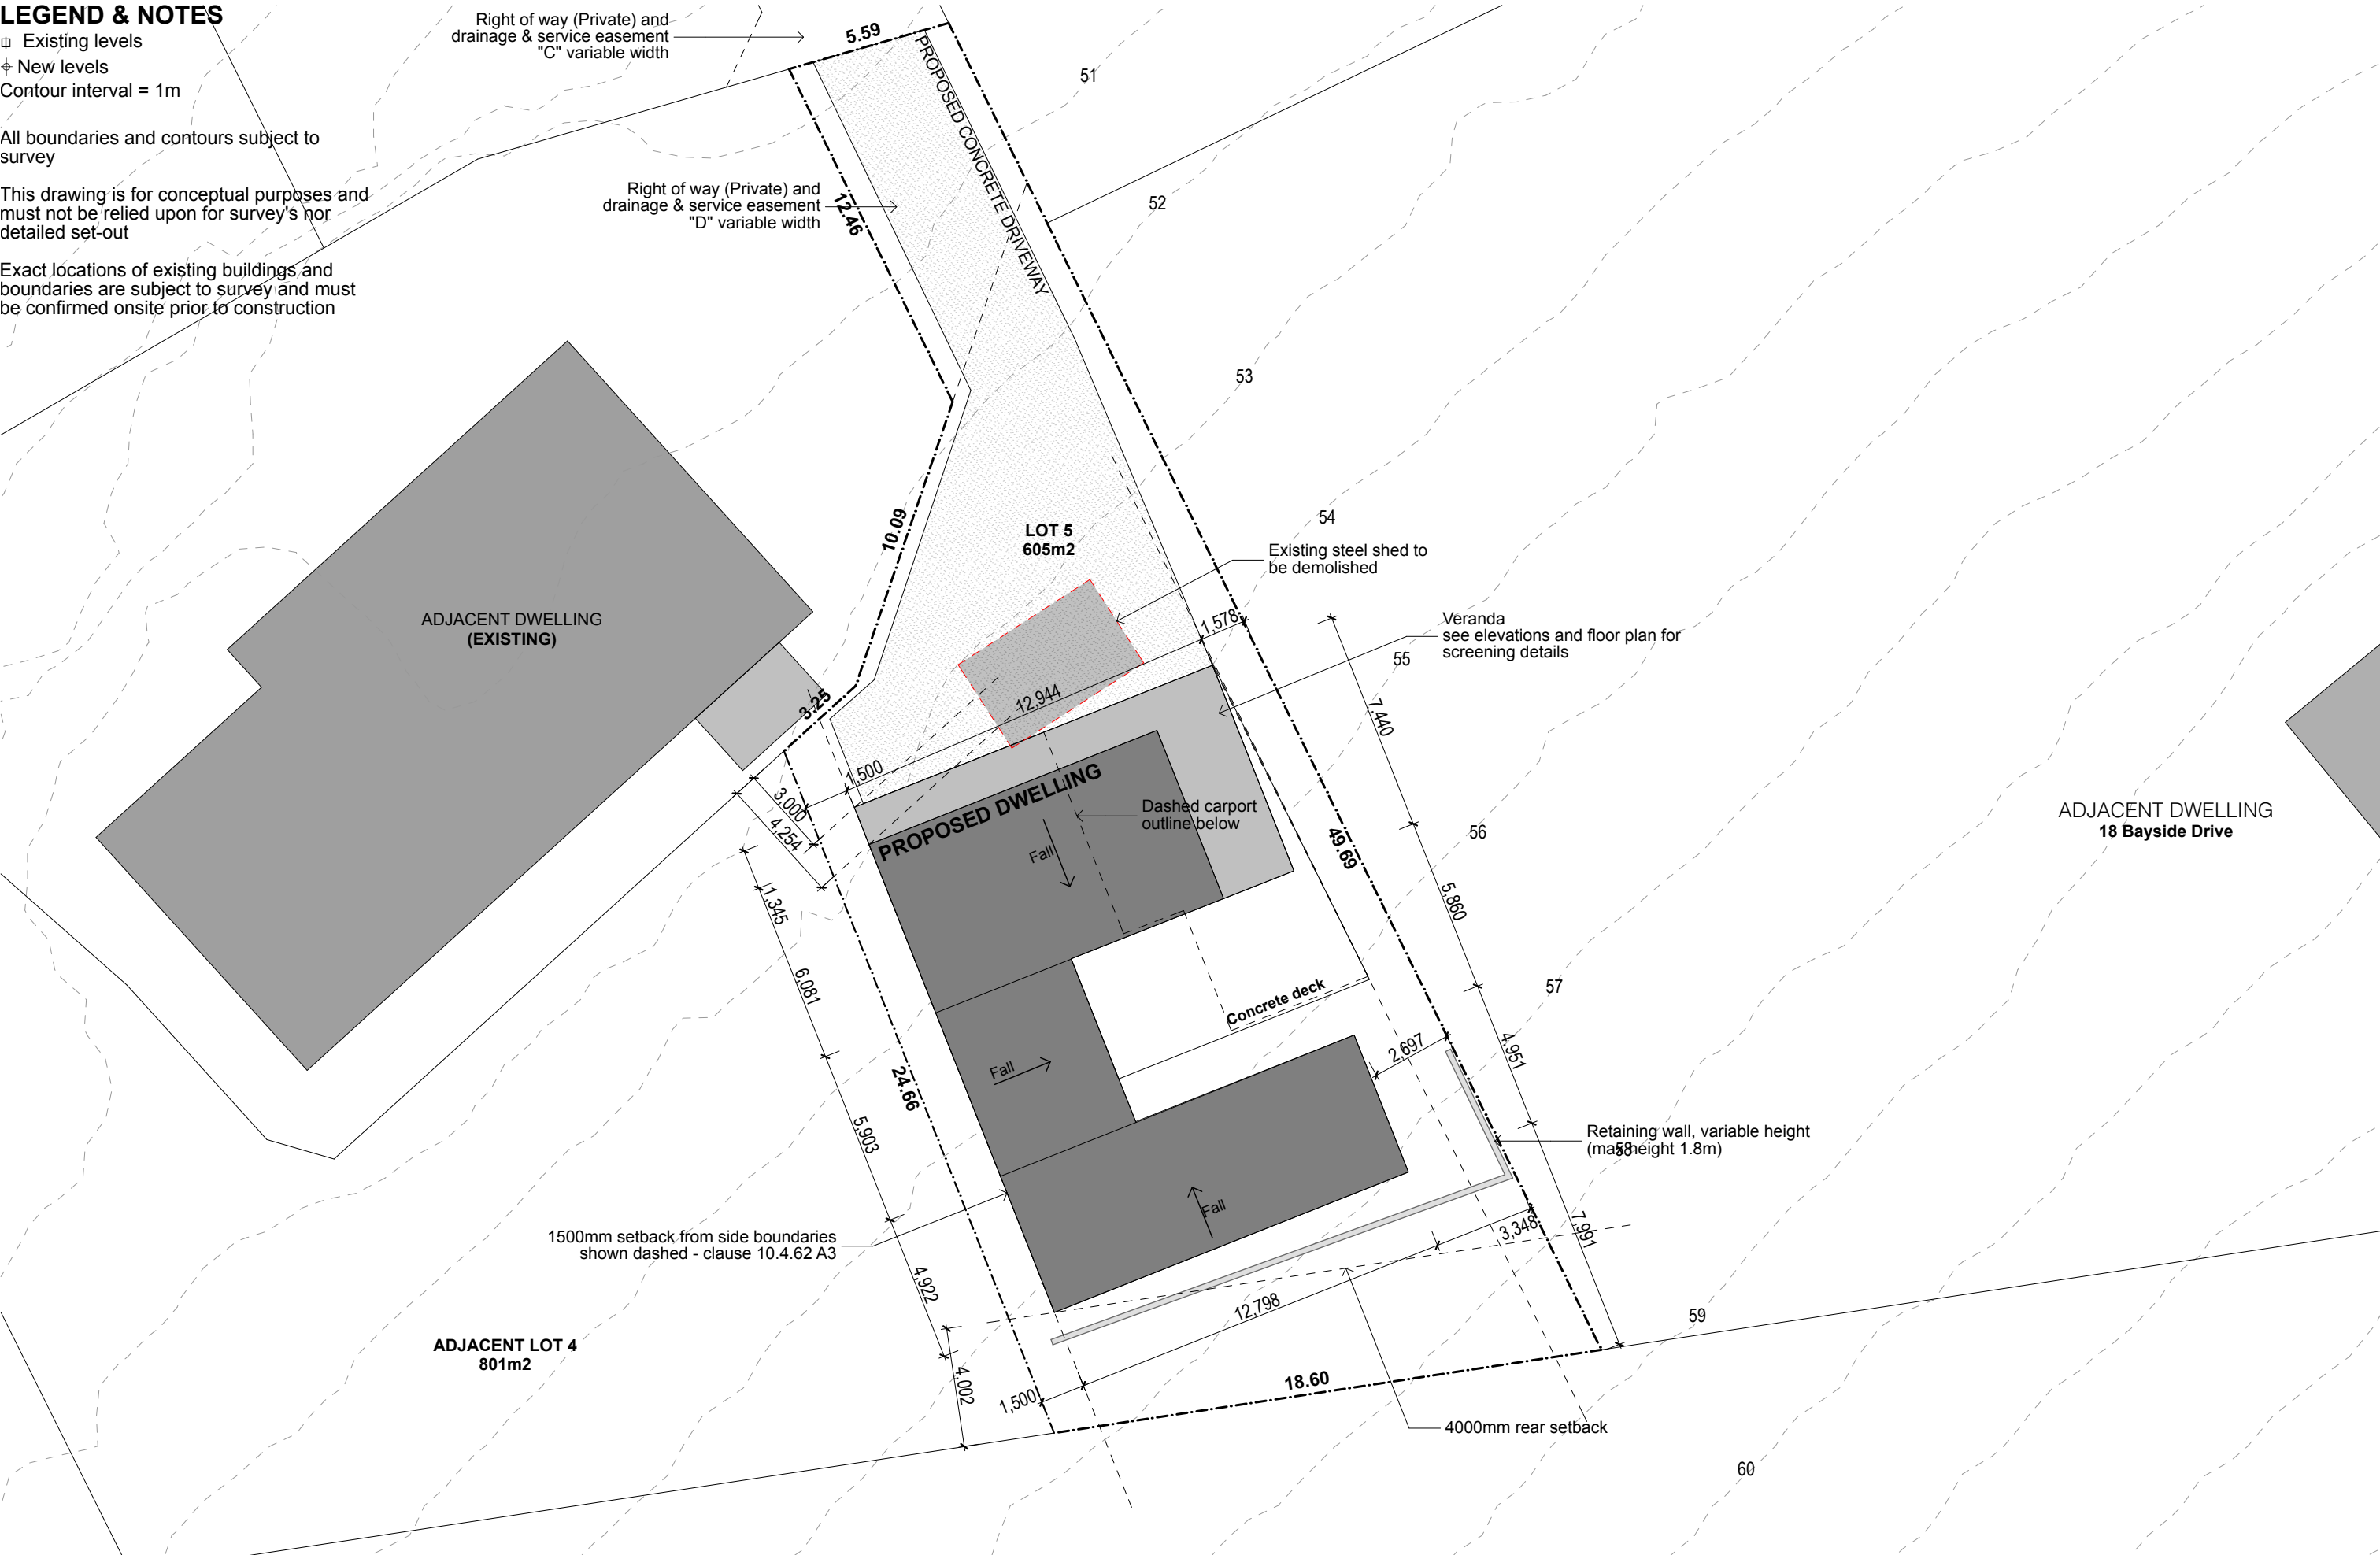 LEGEND & NOTES
Existing levels
New levels
Contour interval = 1m
All boundaries and contours subject to
survey
This drawing is for conceptual purposes and
must not be relied upon for survey's nor
detailed set-out
Exact locations of existing buildings and
boundaries are subject to survey and must
be confirmed onsite prior to construction
Right of way (Private) and
drainage & service easement
"C" variable width
5.59
PROPOSED CONCRETE DRIVEWAY
51
Right of way (Private) and
drainage & service easement
"D" variable width
12.46
52
53
10.09
LOT 5
605m2
54
Existing steel shed to
be demolished
ADJACENT DWELLING
(EXISTING)
1,578
Veranda
see elevations and floor plan for
screening details
55
3.25
12,944
7,440
1,500
3,000
4,254
PROPOSED DWELLING
Dashed carport
outline below
Fall
49.69
56
ADJACENT DWELLING
18 Bayside Drive
1,345
5,860
6,081
57
Concrete deck
4,951
2,697
Fall
24.66
5,903
Retaining wall, variable height
(max height 1.8m)
58
Fall
1500mm setback from side boundaries
shown dashed - clause 10.4.62 A3
3,348
7,991
4,922
12,798
59
ADJACENT LOT 4
801m2
4,002
1,500
18.60
4000mm rear setback
60